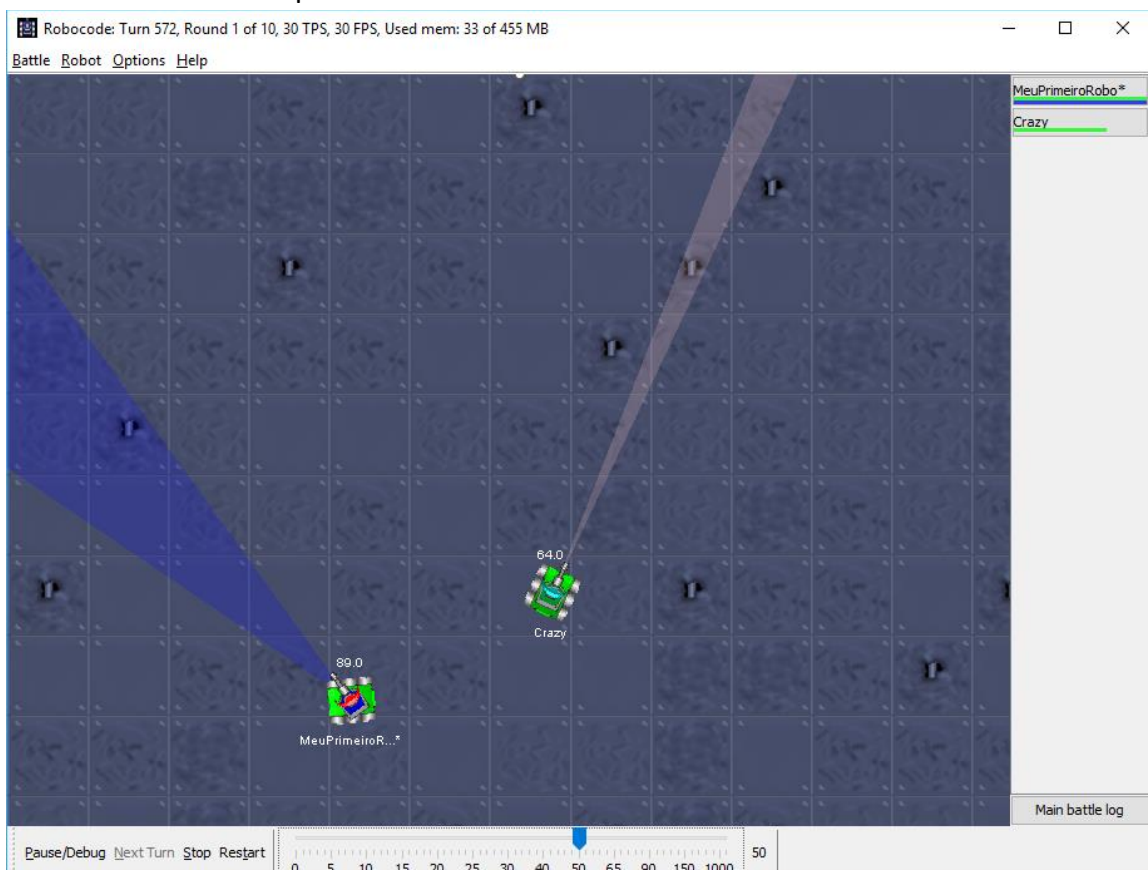 Robocode: Turn 572, Round 1 of 10, 30 TPS, 30 FPS, Used mem: 33 of 455 MB
Battle Robot Options Help
MeuPrimeiroRobo*
Crazy
64.0
Crazy
89.0
MeuPrimeiroR...*
Main battle log
Pause/Debug Next Turn Stop Restart
50
0 5 10 15 20 25 30 40 50 65 90 150 1000